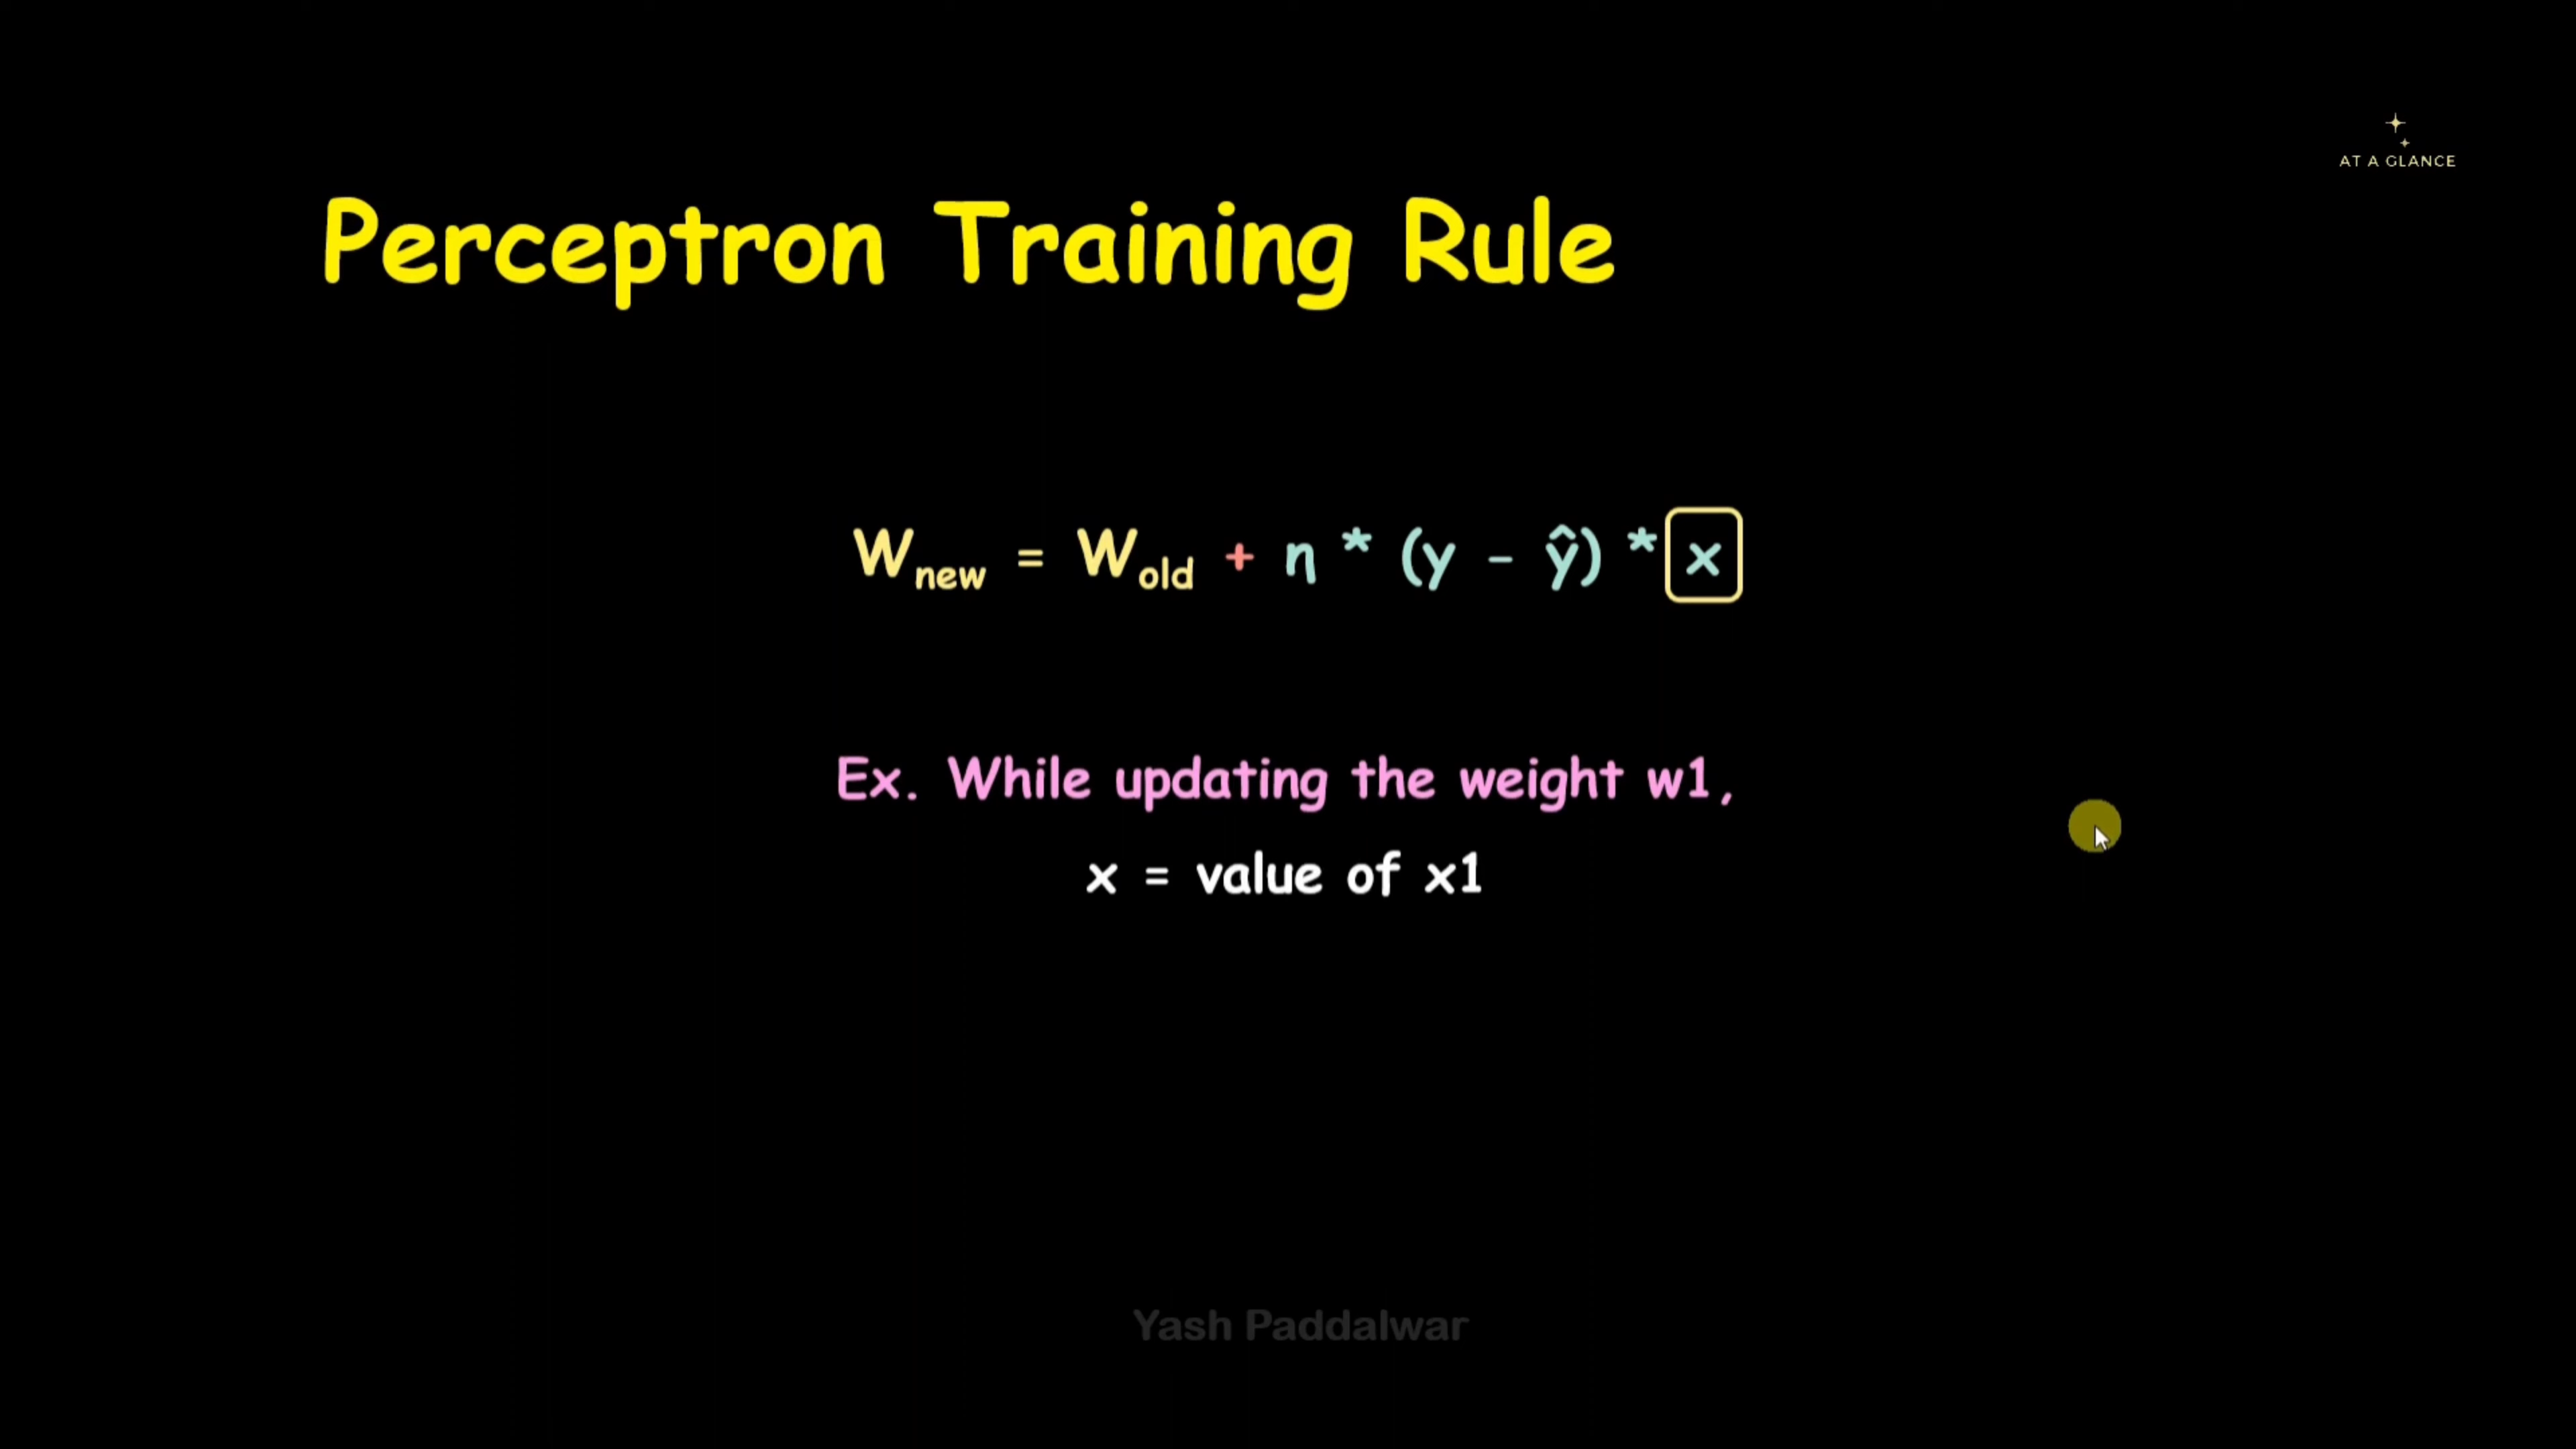 AT A GLANCE
Perceptron Training Rule
Wnew = Wold + η * (y - ŷ) * x
Ex. While updating the weight w1,
x = value of x1
Yash Paddalwar